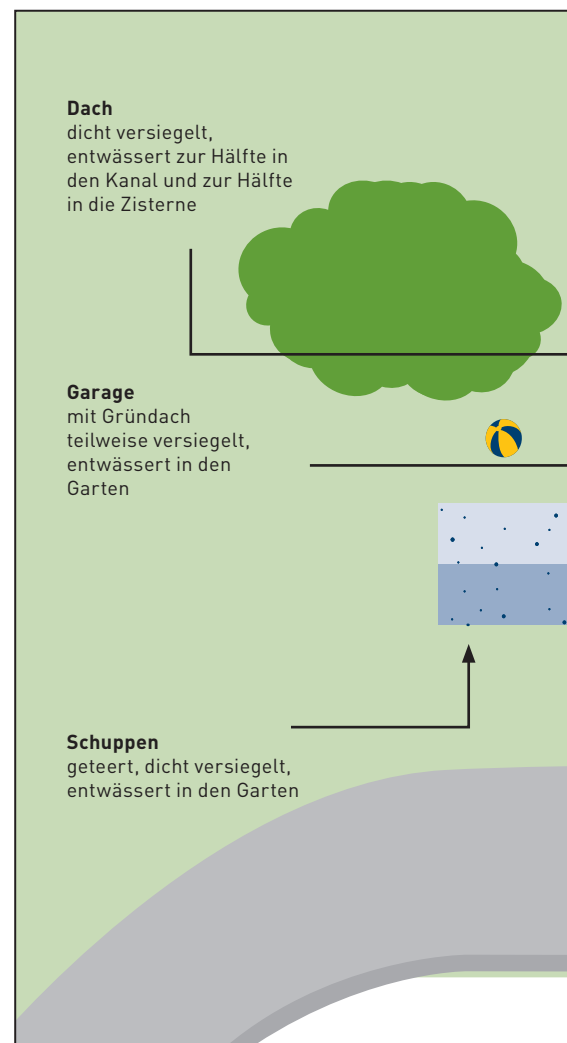 Dach
dicht versiegelt,
entwässert zur Hälfte in
den Kanal und zur Hälfte
in die Zisterne
Garage
mit Gründach
teilweise versiegelt,
entwässert in den
Garten
Schuppen
geteert, dicht versiegelt,
entwässert in den Garten